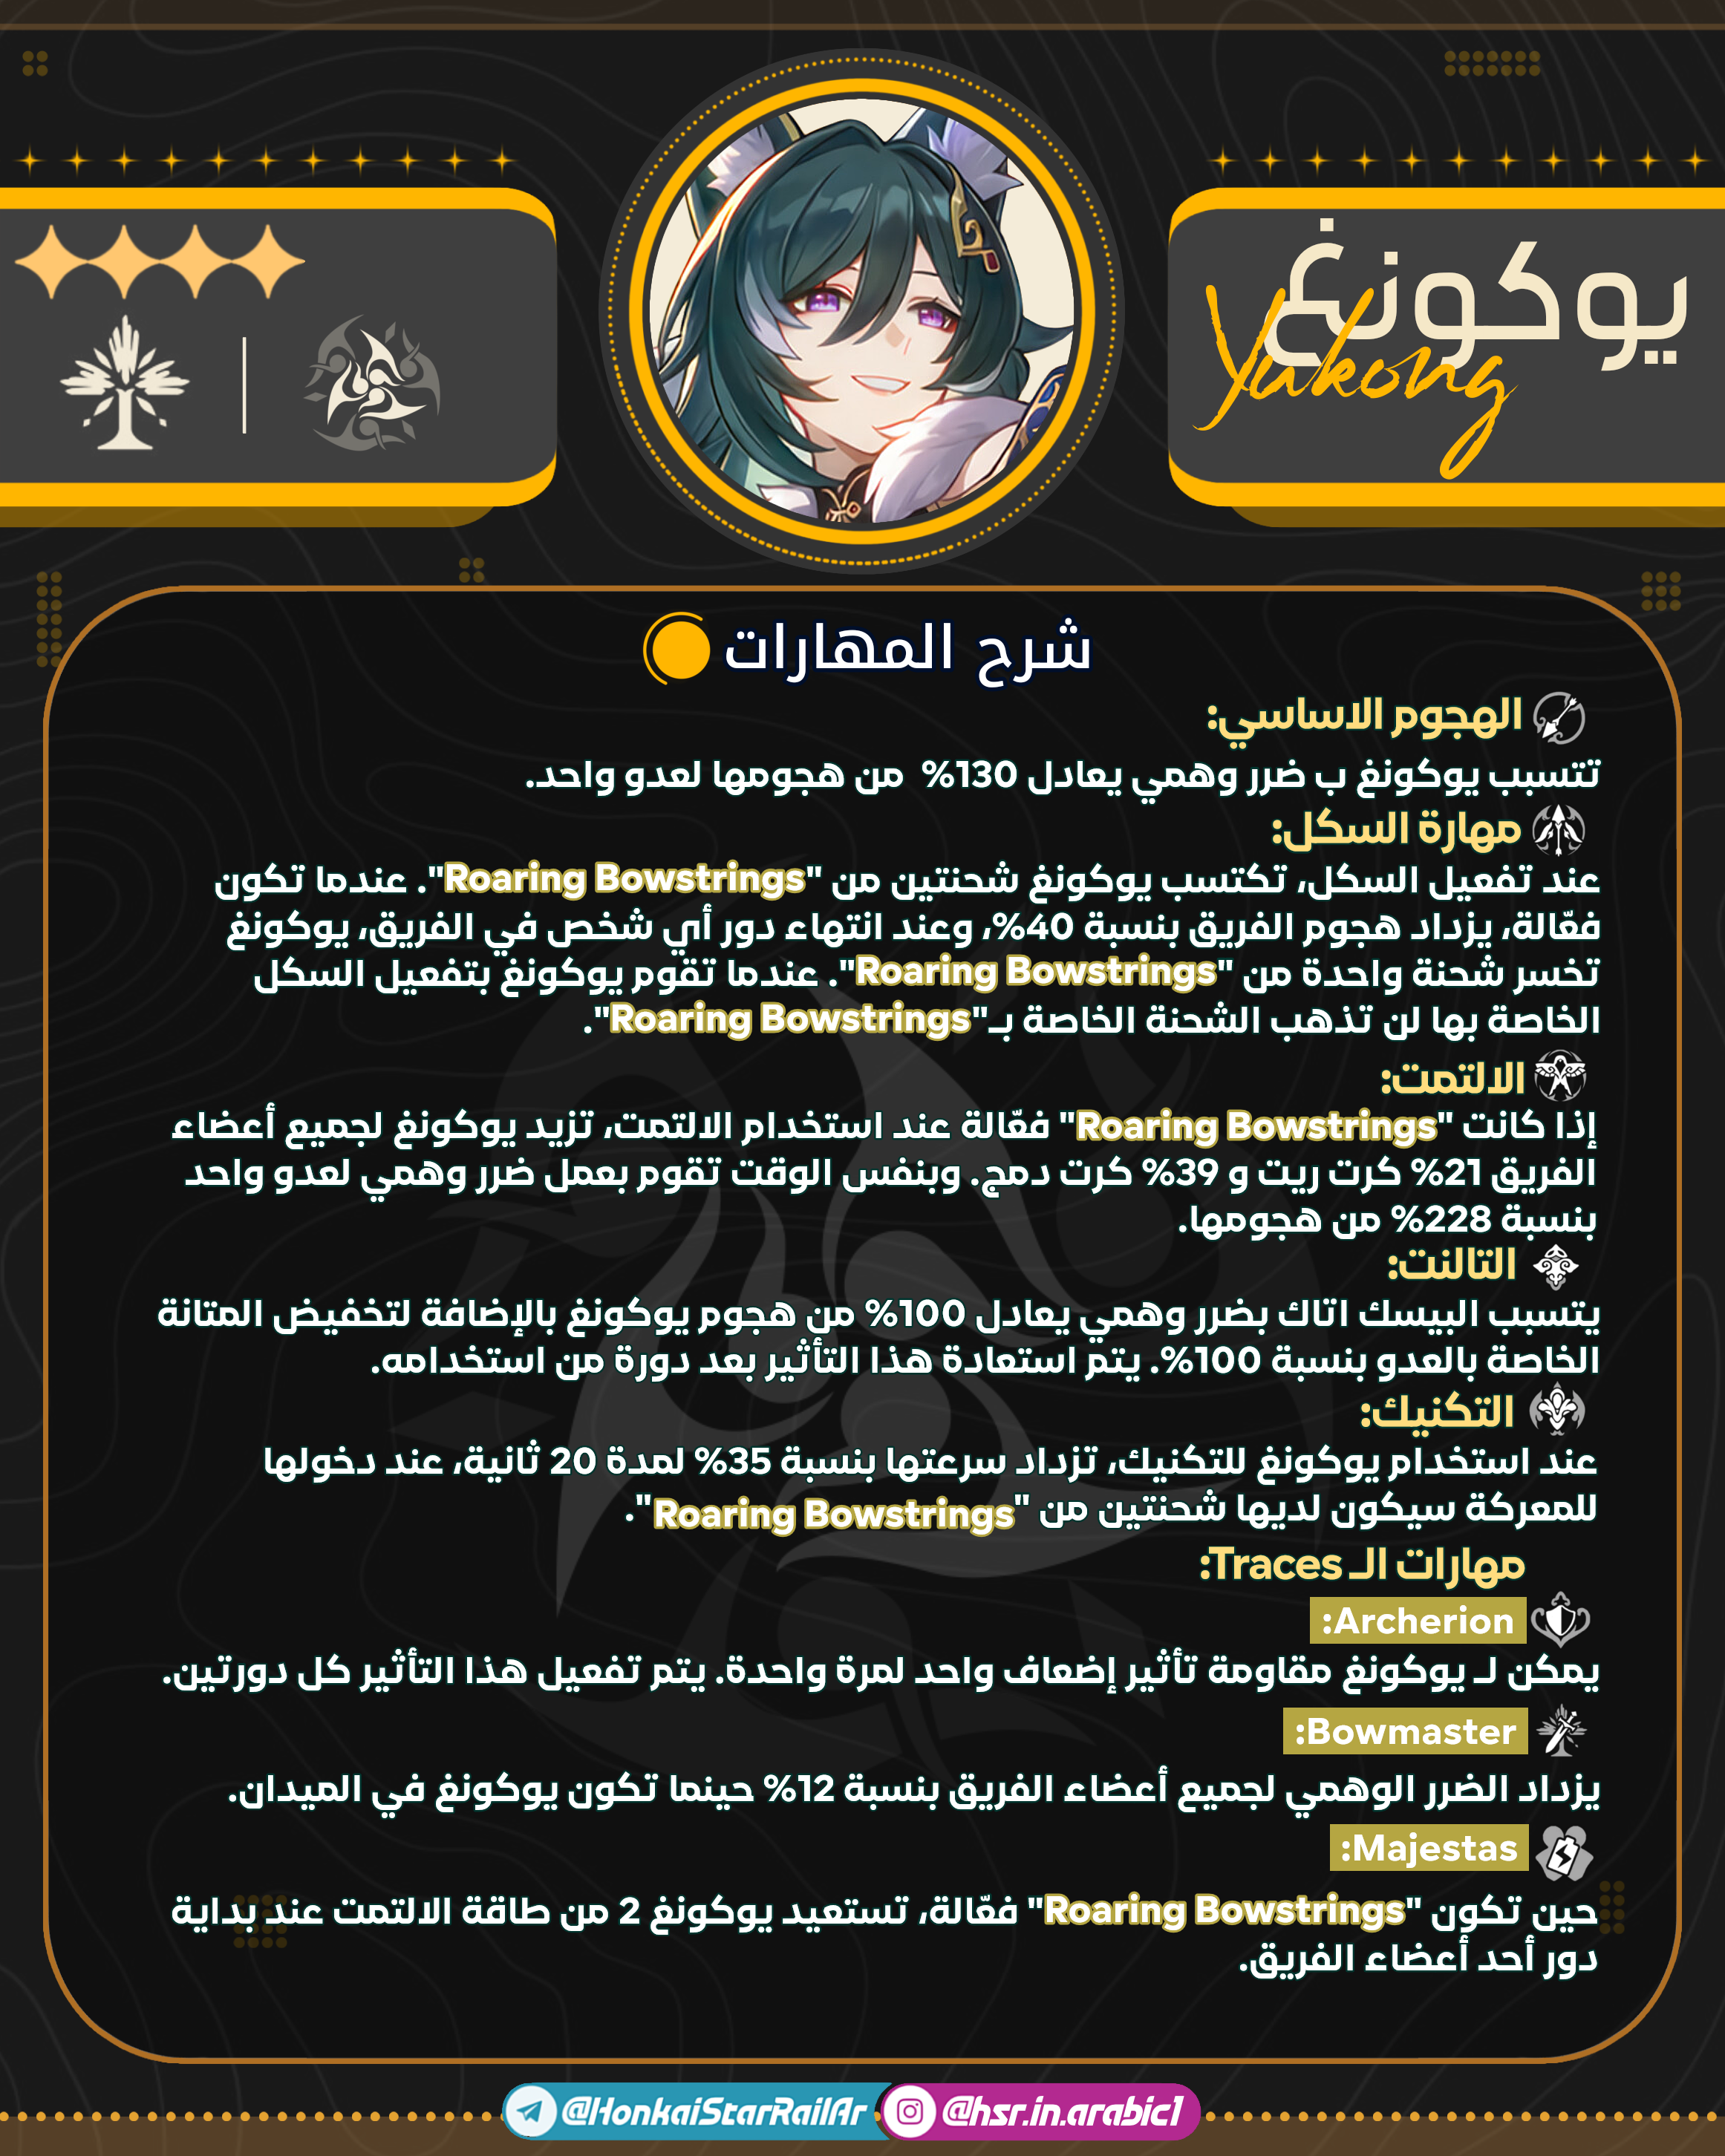 يوكونغ
Yukong
شرح المهارات
الهجوم الاساسي:
تتسبب يوكونغ ب ضرر وهمي يعادل 130% من هجومها لعدو واحد.
مهارة السكل:
عند تفعيل السكل، تكتسب يوكونغ شحنتين من "Roaring Bowstrings". عندما تكون
فعّالة، يزداد هجوم الفريق بنسبة 40%، وعند انتهاء دور أي شخص في الفريق، يوكونغ
تخسر شحنة واحدة من "Roaring Bowstrings". عندما تقوم يوكونغ بتفعيل السكل
الخاصة بها لن تذهب الشحنة الخاصة بـ"Roaring Bowstrings".
الالتمت:
إذا كانت "Roaring Bowstrings" فعّالة عند استخدام الالتمت، تزيد يوكونغ لجميع أعضاء
الفريق 21% كرت ريت و 39% كرت دمج. وبنفس الوقت تقوم بعمل ضرر وهمي لعدو واحد
بنسبة 228% من هجومها.
التالنت:
يتسبب البيسك اتاك بضرر وهمي يعادل 100% من هجوم يوكونغ بالإضافة لتخفيض المتانة
الخاصة بالعدو بنسبة 100%. يتم استعادة هذا التأثير بعد دورة من استخدامه.
التكنيك:
عند استخدام يوكونغ للتكنيك، تزداد سرعتها بنسبة 35% لمدة 20 ثانية، عند دخولها
للمعركة سيكون لديها شحنتين من "Roaring Bowstrings".
مهارات الـ Traces:
Archerion:
يمكن لـ يوكونغ مقاومة تأثير إضعاف واحد لمرة واحدة. يتم تفعيل هذا التأثير كل دورتين.
Bowmaster:
يزداد الضرر الوهمي لجميع أعضاء الفريق بنسبة 12% حينما تكون يوكونغ في الميدان.
Majestas:
حين تكون "Roaring Bowstrings" فعّالة، تستعيد يوكونغ 2 من طاقة الالتمت عند بداية
دور أحد أعضاء الفريق.
@HonkaiStarRailAr
@hsr.in.arabic1